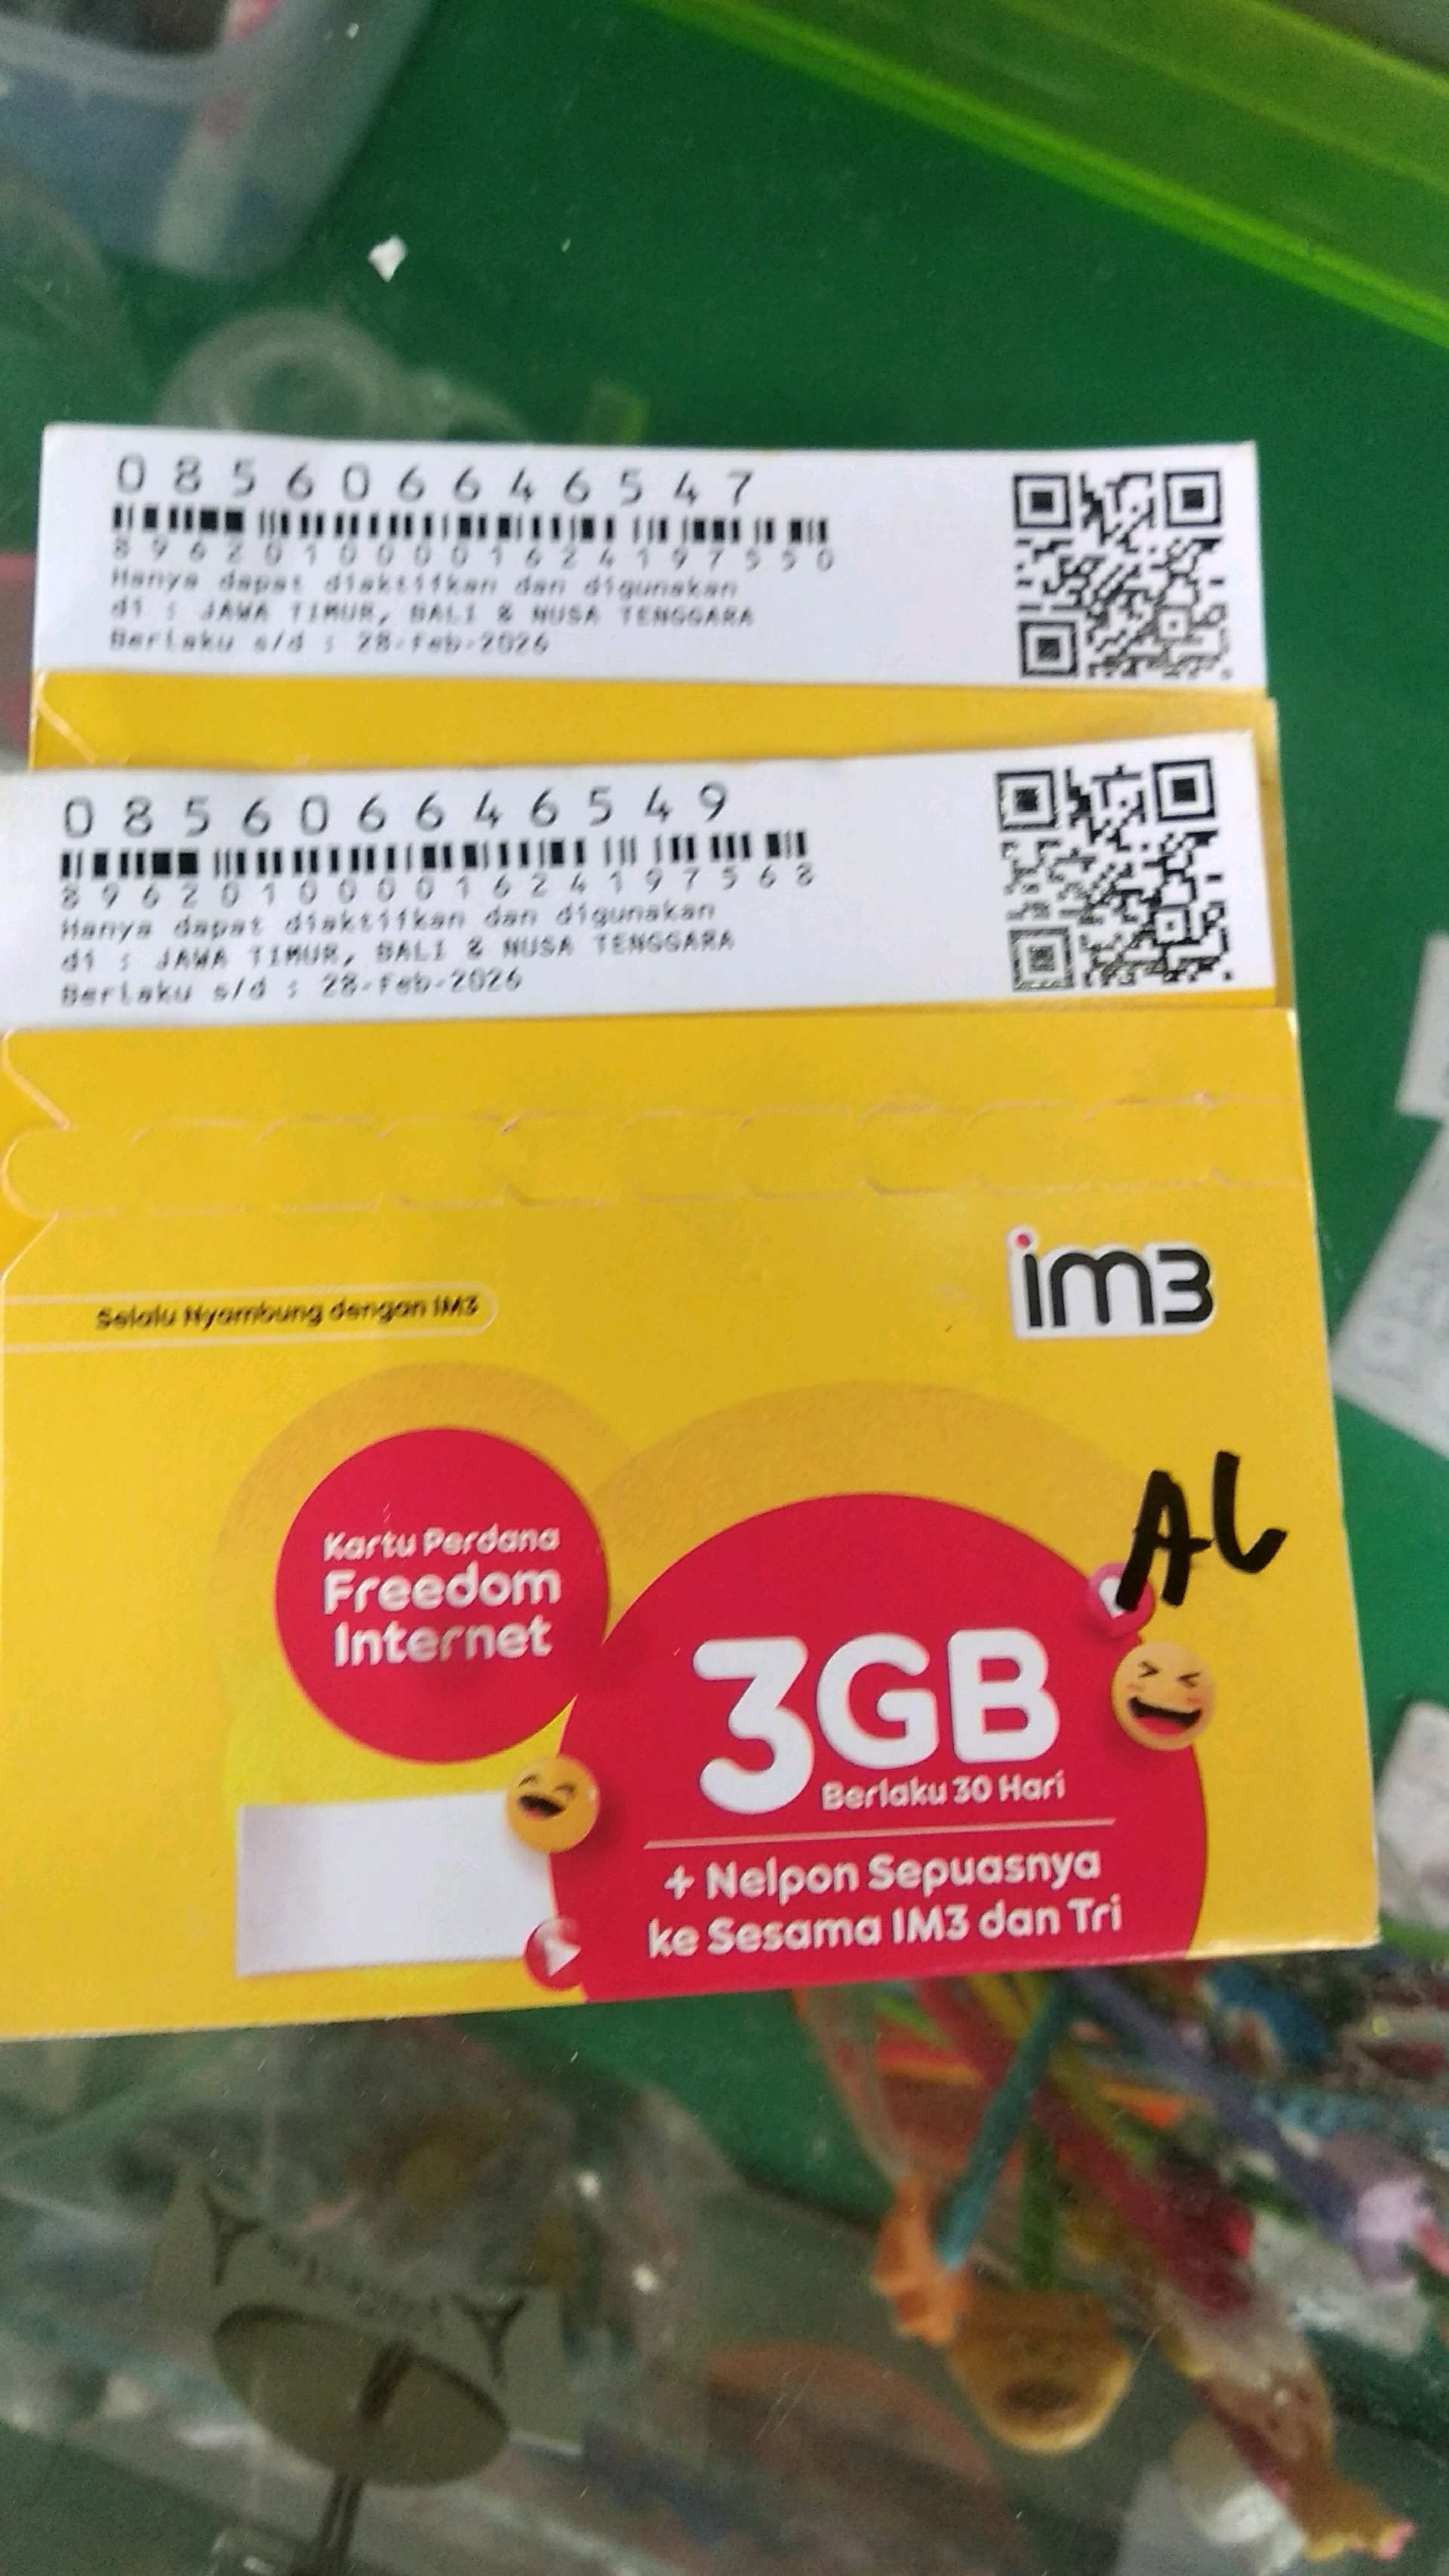 085606646547
8962010000162419755 0
Hanya dapat diaktifkan dan digunakan
di : JAWA TIMUR, BALI & NUSA TENGGARA
Berlaku s/d : 28-Feb-2026
085606646549
8962010000162419756 8
Hanya dapat diaktifkan dan digunakan
di : JAWA TIMUR, BALI & NUSA TENGGARA
Berlaku s/d : 28-Feb-2026
im3
Selalu Nyambung dengan IM3
Kartu Perdana
Freedom
Internet
3GB
Berlaku 30 Hari
+ Nelpon Sepuasnya
ke Sesama IM3 dan Tri